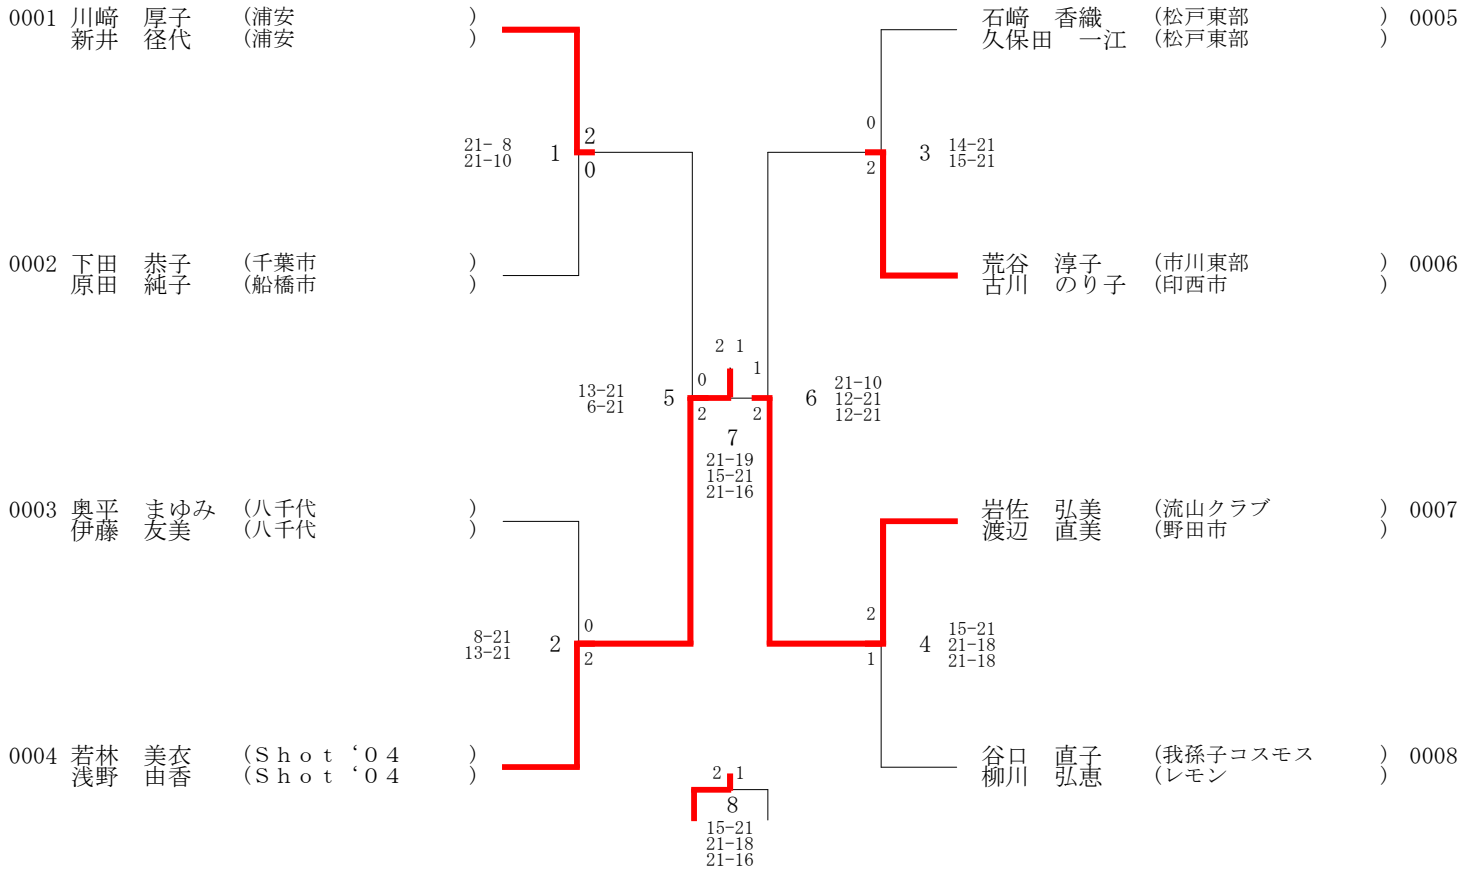 0001 川﨑 厚子 (浦安 )
新井 径代 (浦安 )
石﨑 香織 (松戸東部 ) 0005
久保田 一江 (松戸東部 )
21- 8
21-10
1
2
0
0
2
3
14-21
15-21
0002 下田 恭子 (千葉市 )
原田 純子 (船橋市 )
荒谷 淳子 (市川東部 ) 0006
古川 のり子 (印西市 )
2 1
13-21
6-21
5
0
2
1
2
6
21-10
12-21
12-21
7
21-19
15-21
21-16
0003 奥平 まゆみ (八千代 )
伊藤 友美 (八千代 )
岩佐 弘美 (流山クラブ ) 0007
渡辺 直美 (野田市 )
8-21
13-21
2
0
2
2
1
4
15-21
21-18
21-18
0004 若林 美衣 (Ｓｈｏｔ ‘０４ )
浅野 由香 (Ｓｈｏｔ ‘０４ )
谷口 直子 (我孫子コスモス ) 0008
柳川 弘恵 (レモン )
2 1
8
15-21
21-18
21-16